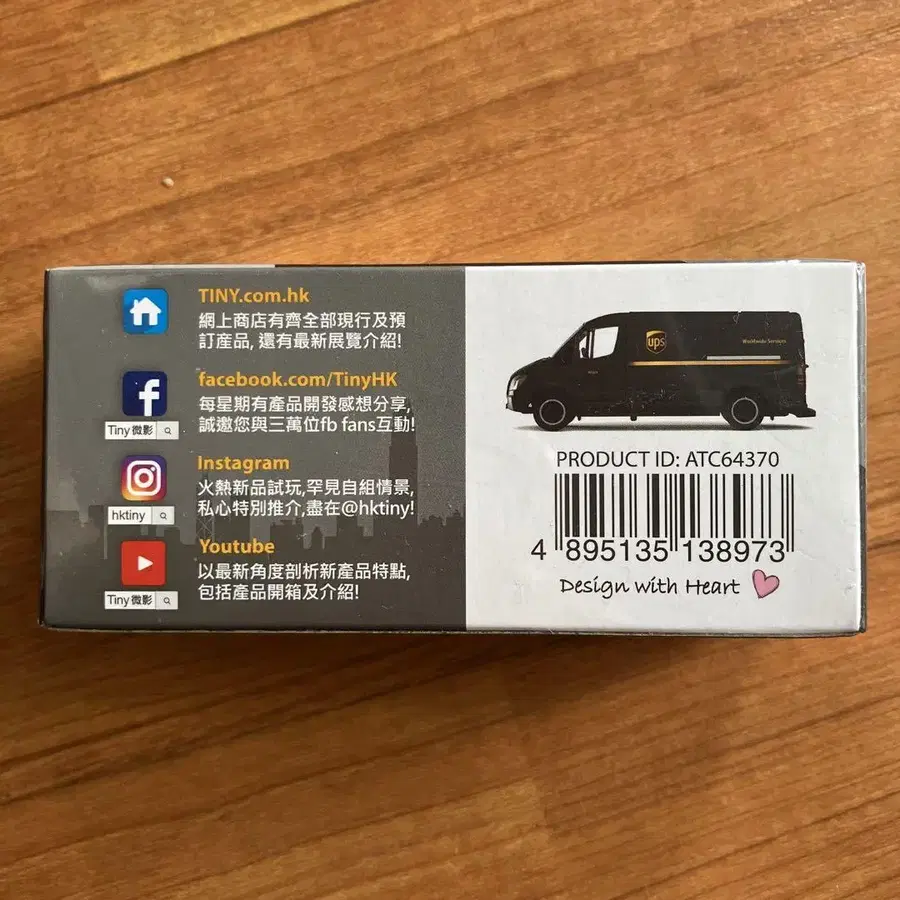 TINY.com.hk
網上商店有齊全部現行及預
訂産品, 還有最新展覽介紹!
facebook.com/TinyHK
每星期有產品開發感想分享,
誠邀您與三萬位fb fans互動!
Tiny 微影
Instagram
火熱新品試玩,罕見自組情景,
私心特別推介,盡在@hktiny!
hktiny
Youtube
以最新角度剖析新產品特點,
包括產品開箱及介紹!
Tiny 微影
ups
Worldwide Services
PRODUCT ID: ATC64370
4 895135 138973
Design with Heart